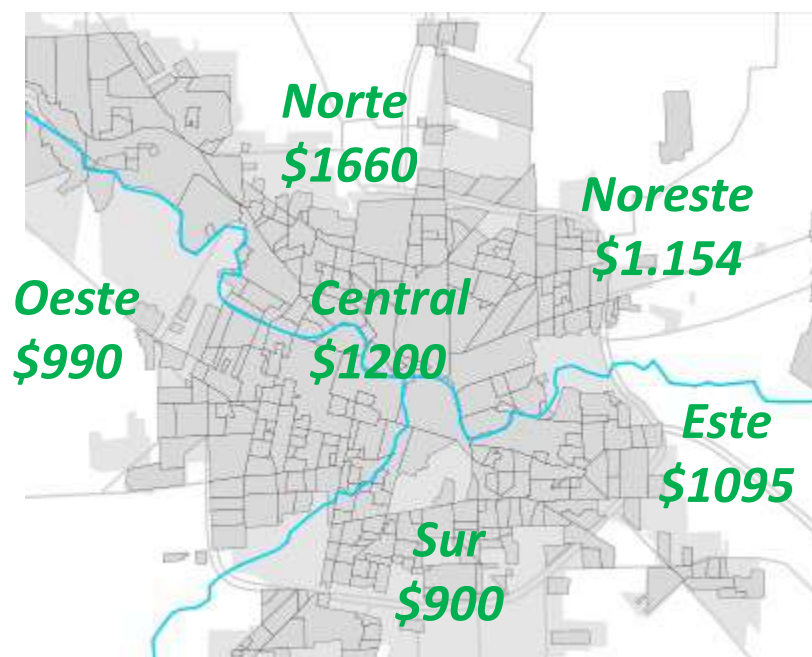 Norte
$1660
Noreste
$1.154
Oeste
$990
Central
$1200
Este
$1095
Sur
$900